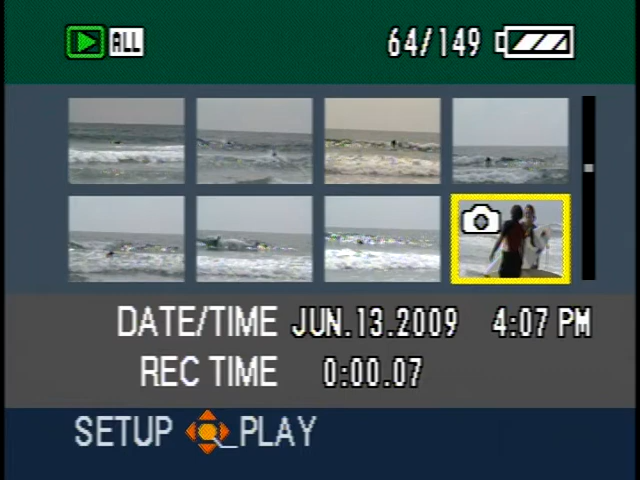 ALL 64/149
DATE/TIME JUN.13.2009 4:07 PM
REC TIME 0:00.07
SETUP PLAY